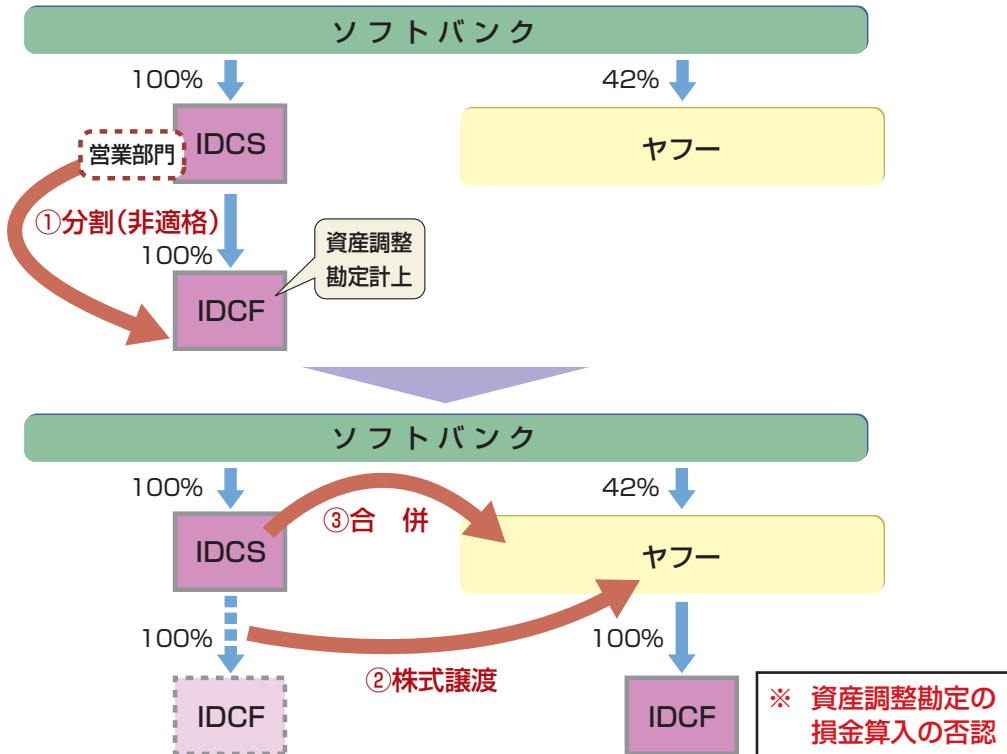 ソフトバンク
100%
42%
営業部門
IDCS
ヤフー
①分割(非適格)
100%
資産調整
勘定計上
IDCF
ソフトバンク
100%
42%
③合 併
IDCS
ヤフー
100%
100%
②株式譲渡
IDCF
IDCF
※ 資産調整勘定の
損金算入の否認